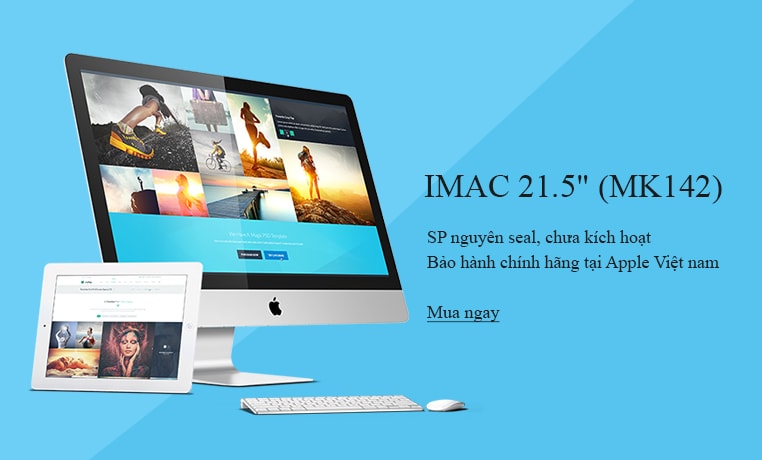 IMAC 21.5" (MK142)
SP nguyên seal, chưa kích hoạt
Bảo hành chính hãng tại Apple Việt nam
Mua ngay